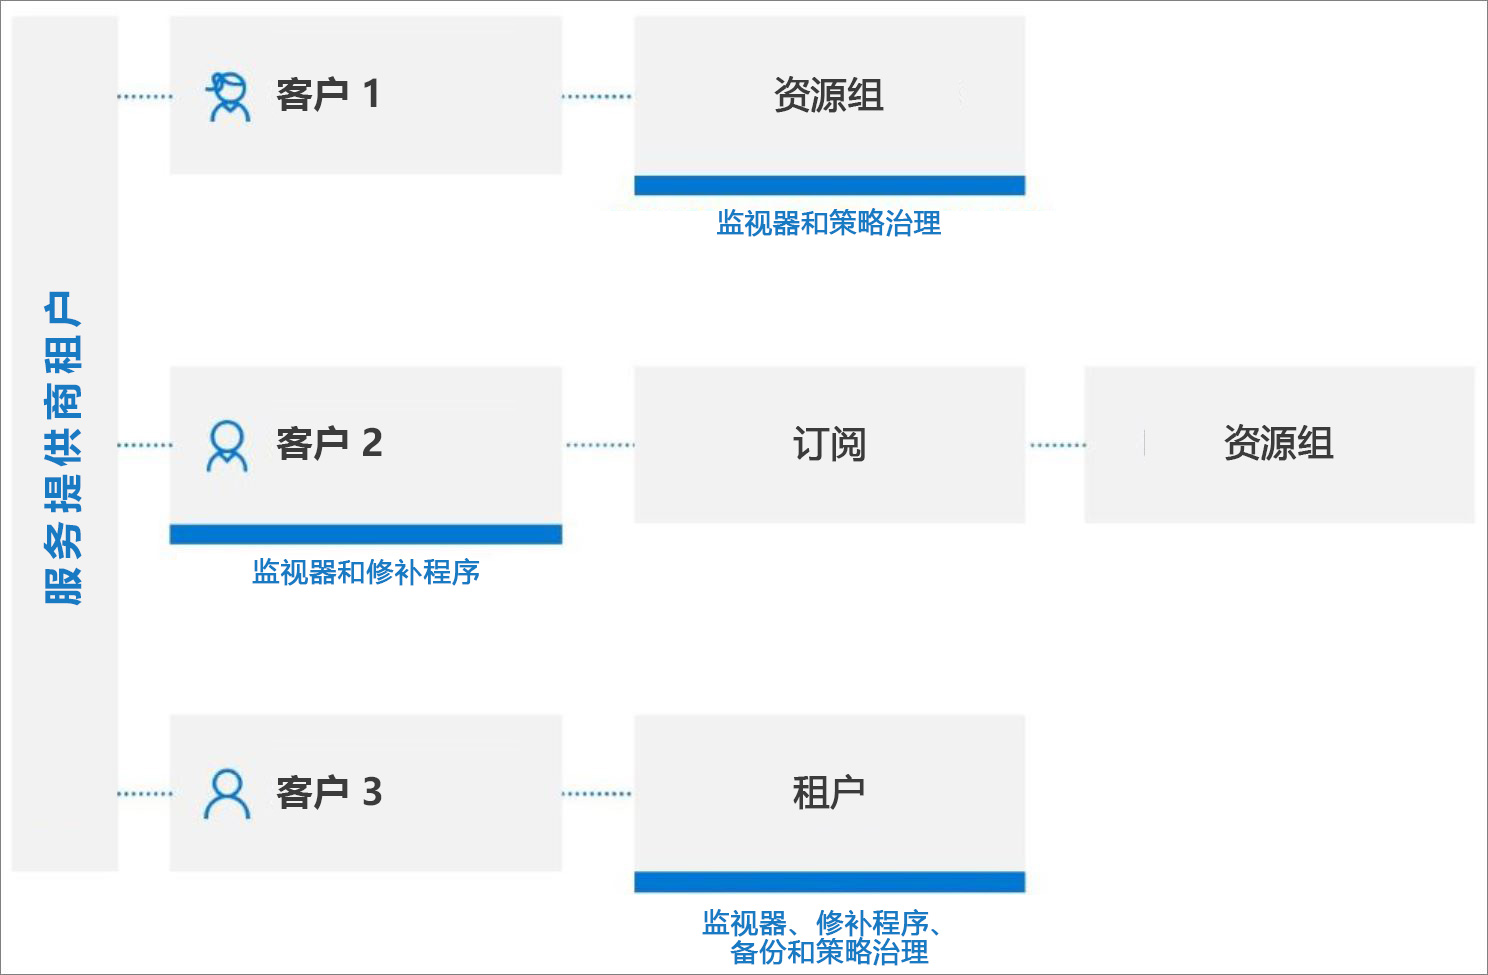 服务提供商租户
客户 1
资源组
监视器和策略治理
客户 2
订阅
资源组
监视器和修补程序
客户 3
租户
监视器、修补程序、
备份和策略治理